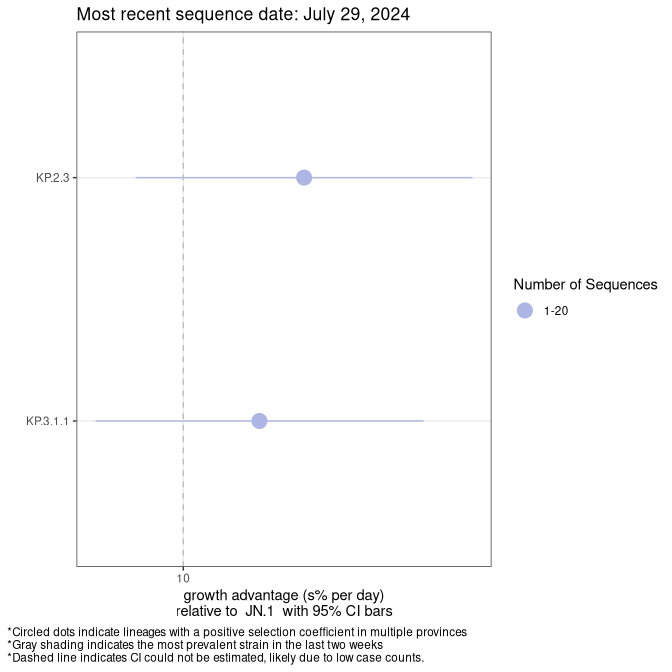 Most recent sequence date: July 29, 2024
KP.2.3
Number of Sequences
1-20
KP.3.1.1
10
growth advantage (s% per day)
relative to JN.1 with 95% CI bars
*Circled dots indicate lineages with a positive selection coefficient in multiple provinces
*Gray shading indicates the most prevalent strain in the last two weeks
*Dashed line indicates CI could not be estimated, likely due to low case counts.